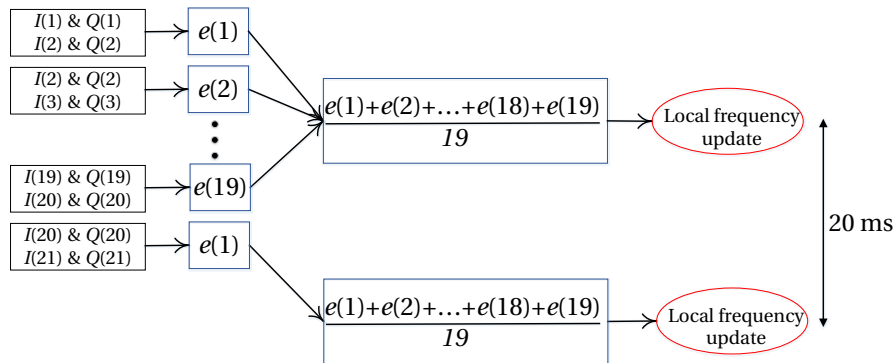 I(1) & Q(1)
I(2) & Q(2)
e(1)
I(2) & Q(2)
I(3) & Q(3)
e(2)
e(1)+e(2)+...+e(18)+e(19)
19
Local frequency
update
I(19) & Q(19)
I(20) & Q(20)
e(19)
I(20) & Q(20)
I(21) & Q(21)
e(1)
20 ms
e(1)+e(2)+...+e(18)+e(19)
19
Local frequency
update